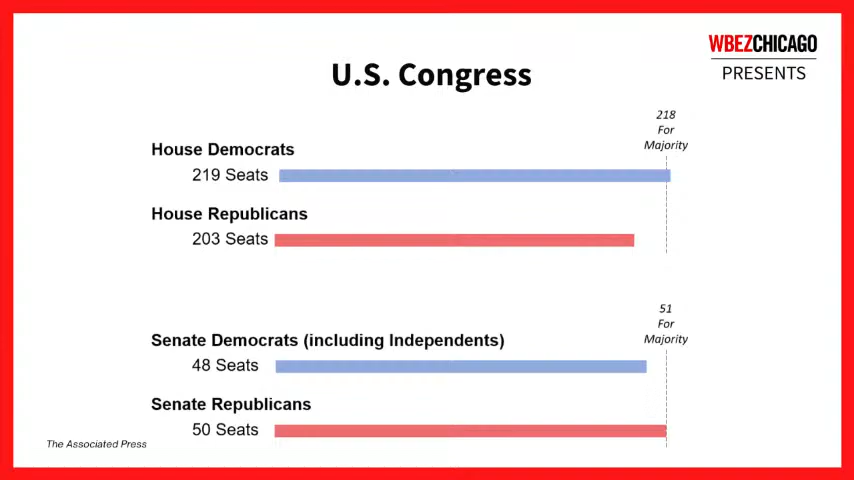 WBEZCHICAGO
PRESENTS
U.S. Congress
218
For
Majority
House Democrats
219 Seats
House Republicans
203 Seats
51
For
Majority
Senate Democrats (including Independents)
48 Seats
Senate Republicans
50 Seats
The Associated Press